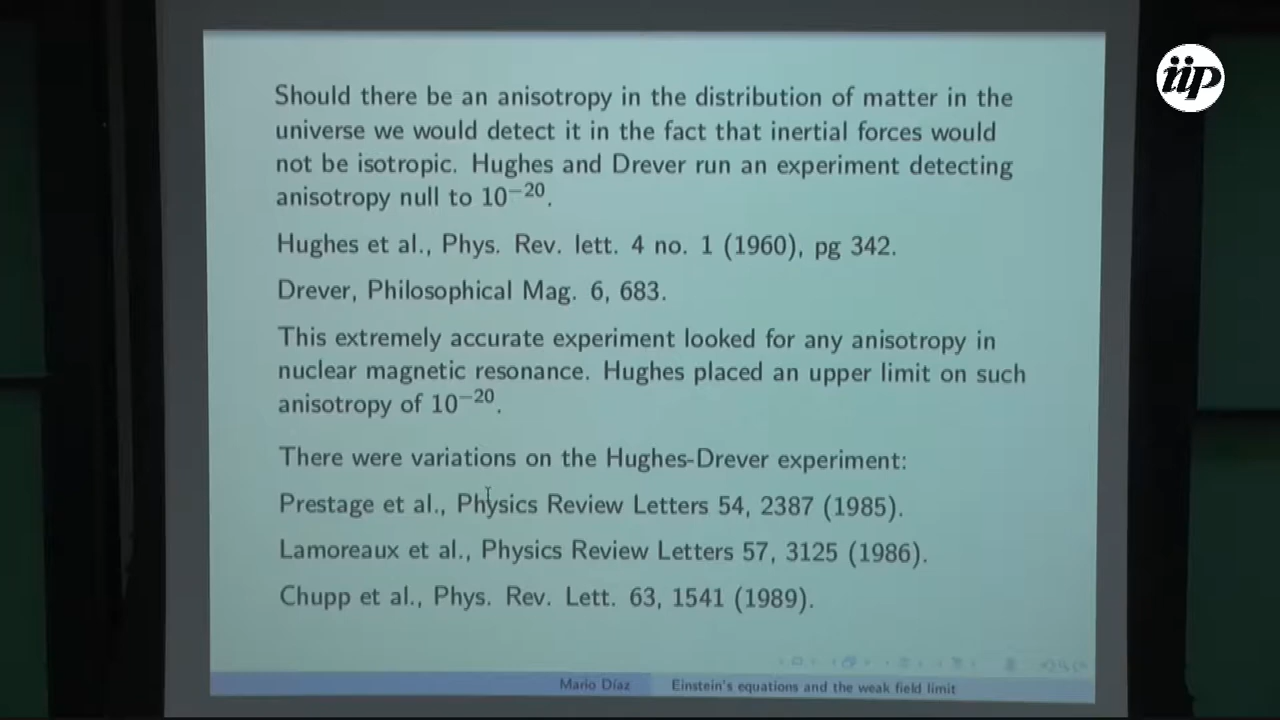 Should there be an anisotropy in the distribution of matter in the
universe we would detect it in the fact that inertial forces would
not be isotropic. Hughes and Drever run an experiment detecting
anisotropy null to 10⁻²⁰.
Hughes et al., Phys. Rev. lett. 4 no. 1 (1960), pg 342.
Drever, Philosophical Mag. 6, 683.
This extremely accurate experiment looked for any anisotropy in
nuclear magnetic resonance. Hughes placed an upper limit on such
anisotropy of 10⁻²⁰.
There were variations on the Hughes-Drever experiment:
Prestage et al., Physics Review Letters 54, 2387 (1985).
Lamoreaux et al., Physics Review Letters 57, 3125 (1986).
Chupp et al., Phys. Rev. Lett. 63, 1541 (1989).
Mario Díaz Einstein's equations and the weak field limit
iip